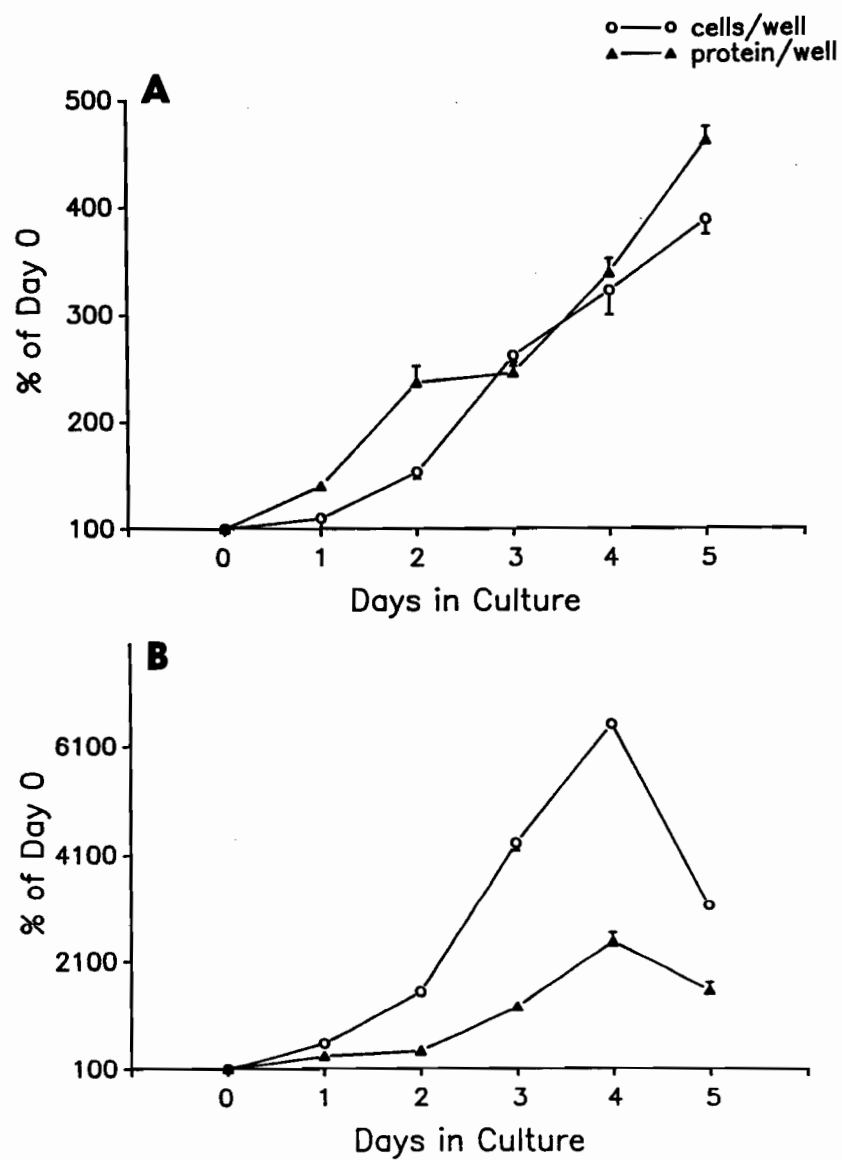 cells/well
protein/well
A
500
400
300
200
100
% of Day 0
0 1 2 3 4 5
Days in Culture
B
6100
4100
2100
100
% of Day 0
0 1 2 3 4 5
Days in Culture